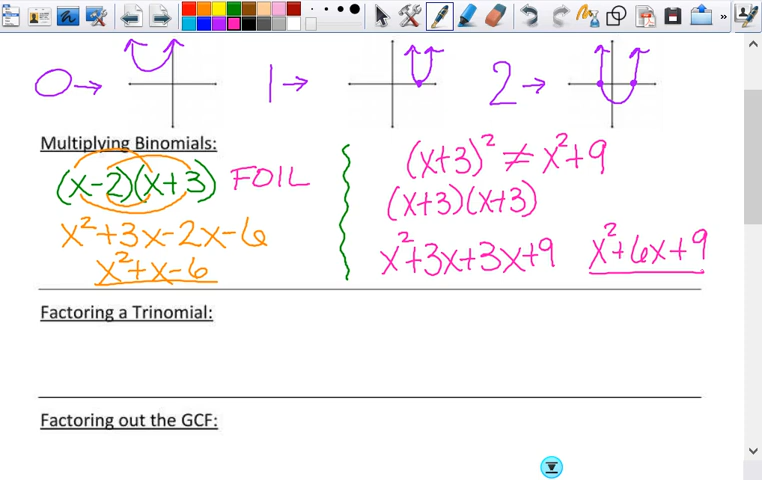 0 → 1 → 2 →
Multiplying Binomials:
(x-2)(x+3) FOIL
x²+3x-2x-6
x²+x-6
(x+3)² ≠ x²+9
(x+3)(x+3)
x²+3x+3x+9 x²+6x+9
Factoring a Trinomial:
Factoring out the GCF: